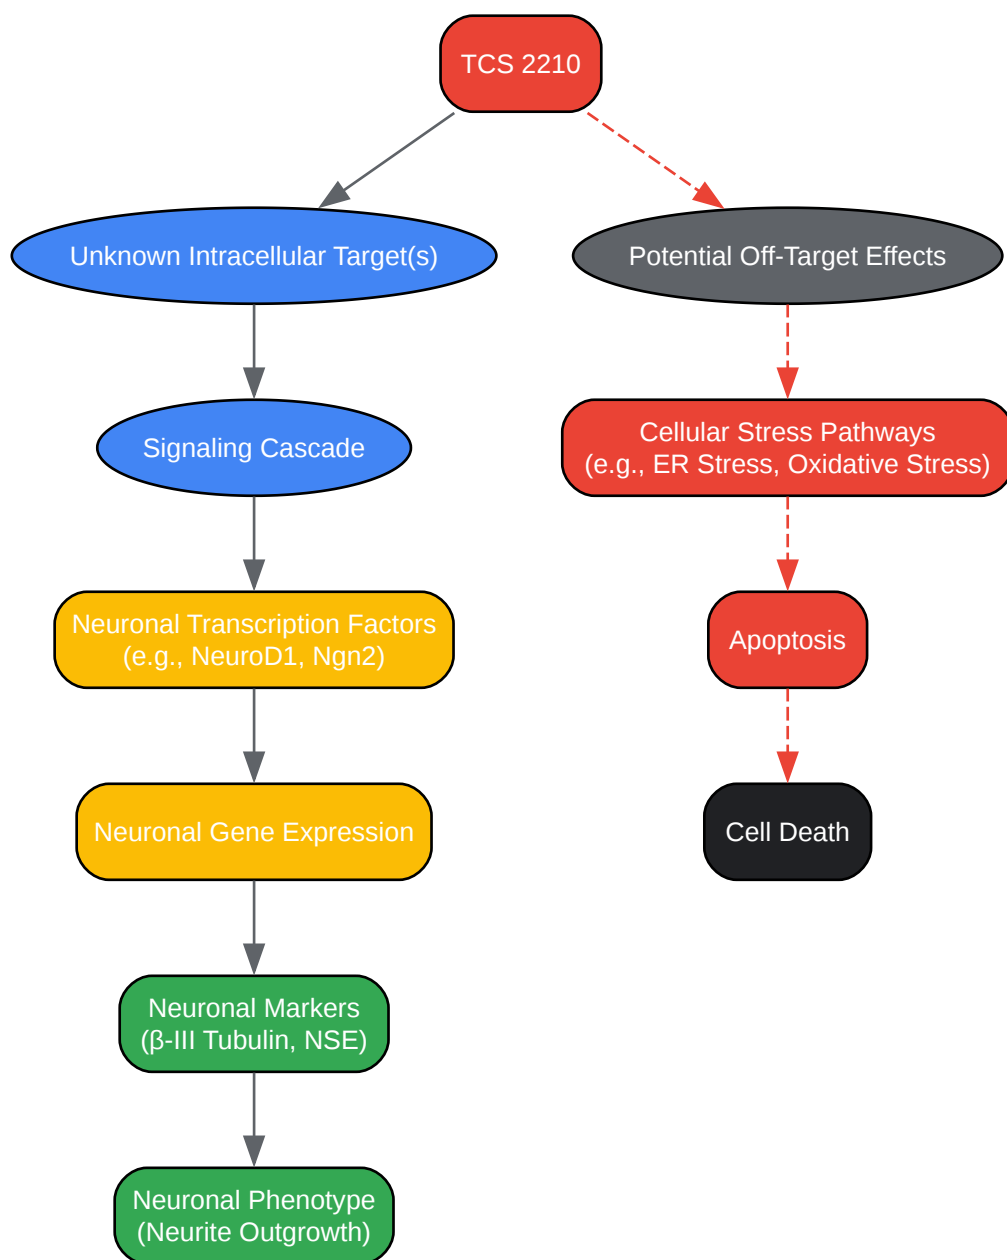 TCS 2210
Unknown Intracellular Target(s)
Potential Off-Target Effects
Signaling Cascade
Cellular Stress Pathways
(e.g., ER Stress, Oxidative Stress)
Neuronal Transcription Factors
(e.g., NeuroD1, Ngn2)
Apoptosis
Neuronal Gene Expression
Cell Death
Neuronal Markers
(β-III Tubulin, NSE)
Neuronal Phenotype
(Neurite Outgrowth)